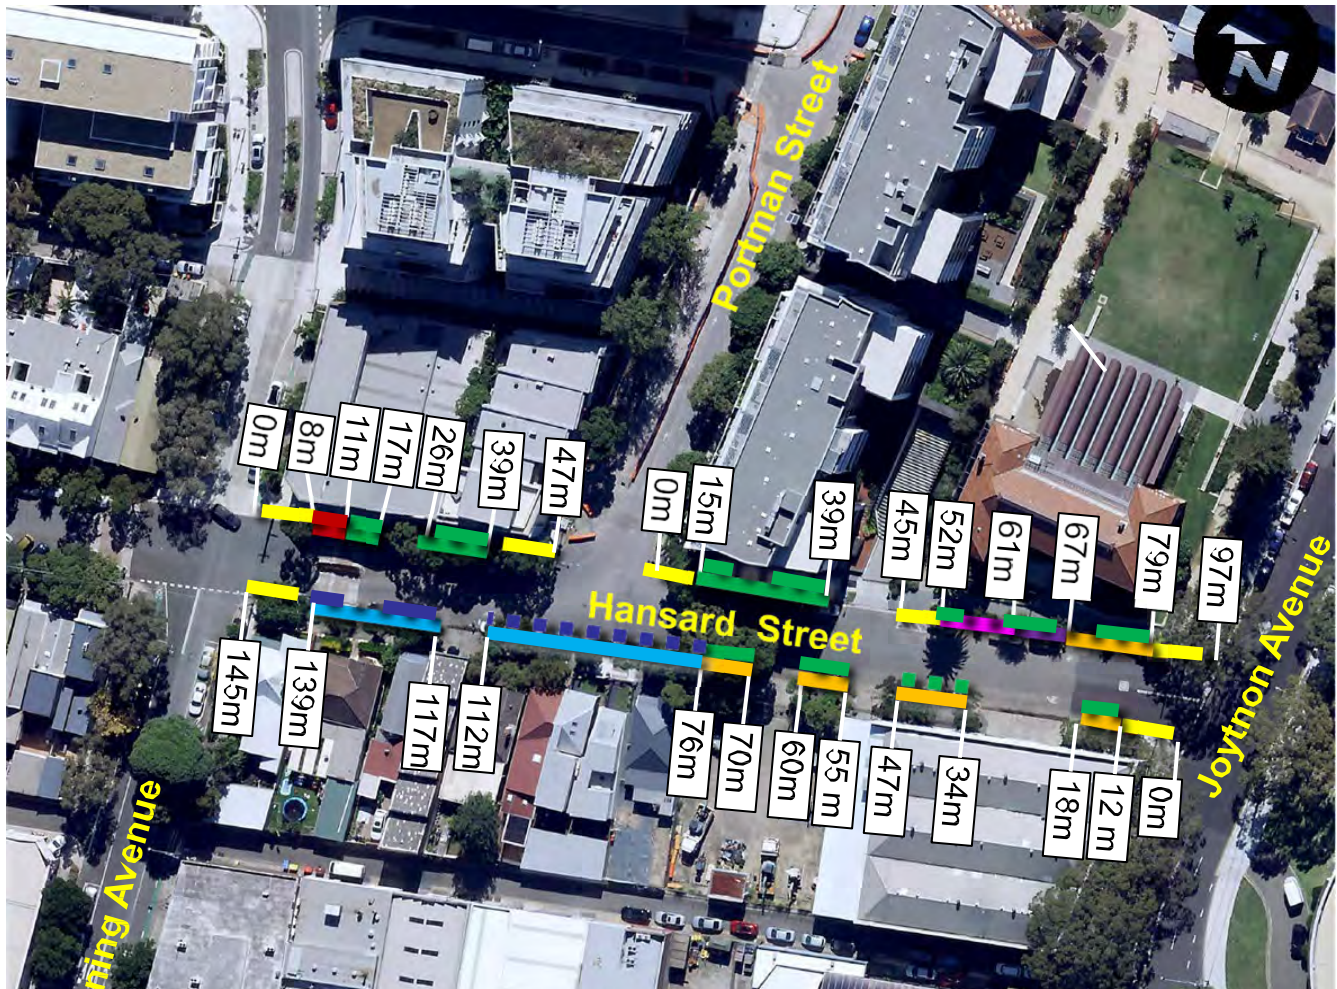 N
Portman Street
0m
8m
11m
17m
26m
39m
47m
0m
15m
39m
45m
52m
61m
67m
79m
97m
Hansard Street
Joytnon Avenue
145m
139m
117m
112m
76m
70m
60m
55 m
47m
34m
18m
12 m
0m
ning Avenue